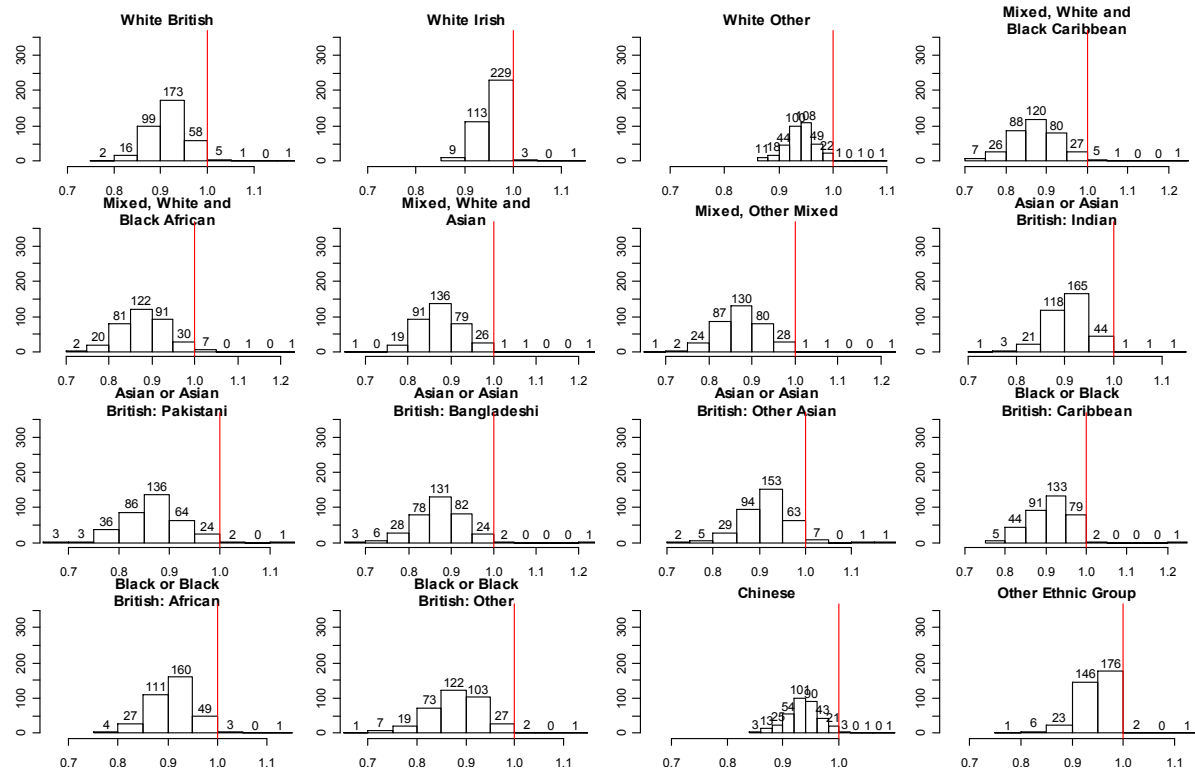 White British
0 100 200 300
2 16 99 173 58 5 1 0 1
0.7 0.8 0.9 1.0 1.1
White Irish
0 100 200 300
9 113 229 3 0 1
0.7 0.8 0.9 1.0 1.1
White Other
0 100 200 300
11 18 44 100 108 49 22 1 0 1 0 1
0.7 0.8 0.9 1.0 1.1
Mixed, White and
Black Caribbean
0 100 200 300
7 26 88 120 80 27 5 1 0 0 1
0.7 0.8 0.9 1.0 1.1 1.2
Mixed, White and
Black African
0 100 200 300
2 20 81 122 91 30 7 0 1 0 1
0.7 0.8 0.9 1.0 1.1 1.2
Mixed, White and
Asian
0 100 200 300
1 0 19 91 136 79 26 1 1 0 0 1
0.7 0.8 0.9 1.0 1.1 1.2
Mixed, Other Mixed
0 100 200 300
1 2 24 87 130 80 28 1 1 0 0 1
0.7 0.8 0.9 1.0 1.1 1.2
Asian or Asian
British: Indian
0 100 200 300
1 3 21 118 165 44 1 1 1
0.7 0.8 0.9 1.0 1.1
Asian or Asian
British: Pakistani
0 100 200 300
3 3 36 86 136 64 24 2 0 1
0.7 0.8 0.9 1.0 1.1
Asian or Asian
British: Bangladeshi
0 100 200 300
3 6 28 78 131 82 24 2 0 0 0 1
0.7 0.8 0.9 1.0 1.1 1.2
Asian or Asian
British: Other Asian
0 100 200 300
2 5 29 94 153 63 7 0 1 1
0.7 0.8 0.9 1.0 1.1
Black or Black
British: Caribbean
0 100 200 300
5 44 91 133 79 2 0 0 0 1
0.7 0.8 0.9 1.0 1.1 1.2
Black or Black
British: African
0 100 200 300
4 27 111 160 49 3 0 1
0.7 0.8 0.9 1.0 1.1
Black or Black
British: Other
0 100 200 300
1 7 19 73 122 103 27 2 0 1
0.7 0.8 0.9 1.0 1.1
Chinese
0 100 200 300
3 13 25 54 101 90 43 21 3 0 1 0 1
0.7 0.8 0.9 1.0 1.1
Other Ethnic Group
0 100 200 300
1 6 23 146 176 2 0 1
0.7 0.8 0.9 1.0 1.1